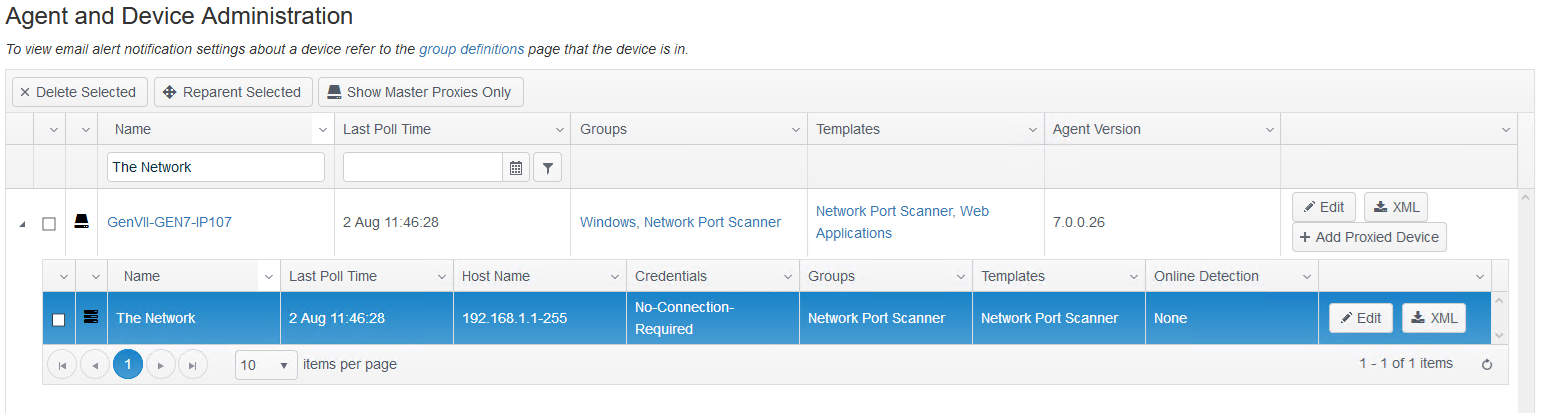 Agent and Device Administration
To view email alert notification settings about a device refer to the group definitions page that the device is in.
Delete Selected Reparent Selected Show Master Proxies Only
Name Last Poll Time Groups Templates Agent Version
The Network
GenVII-GEN7-IP107 2 Aug 11:46:28 Windows, Network Port Scanner Network Port Scanner, Web Applications 7.0.0.26 Edit XML
Add Proxied Device
Name Last Poll Time Host Name Credentials Groups Templates Online Detection
The Network 2 Aug 11:46:28 192.168.1.1-255 No-Connection-Required Network Port Scanner Network Port Scanner None Edit XML
1 10 items per page 1 - 1 of 1 items